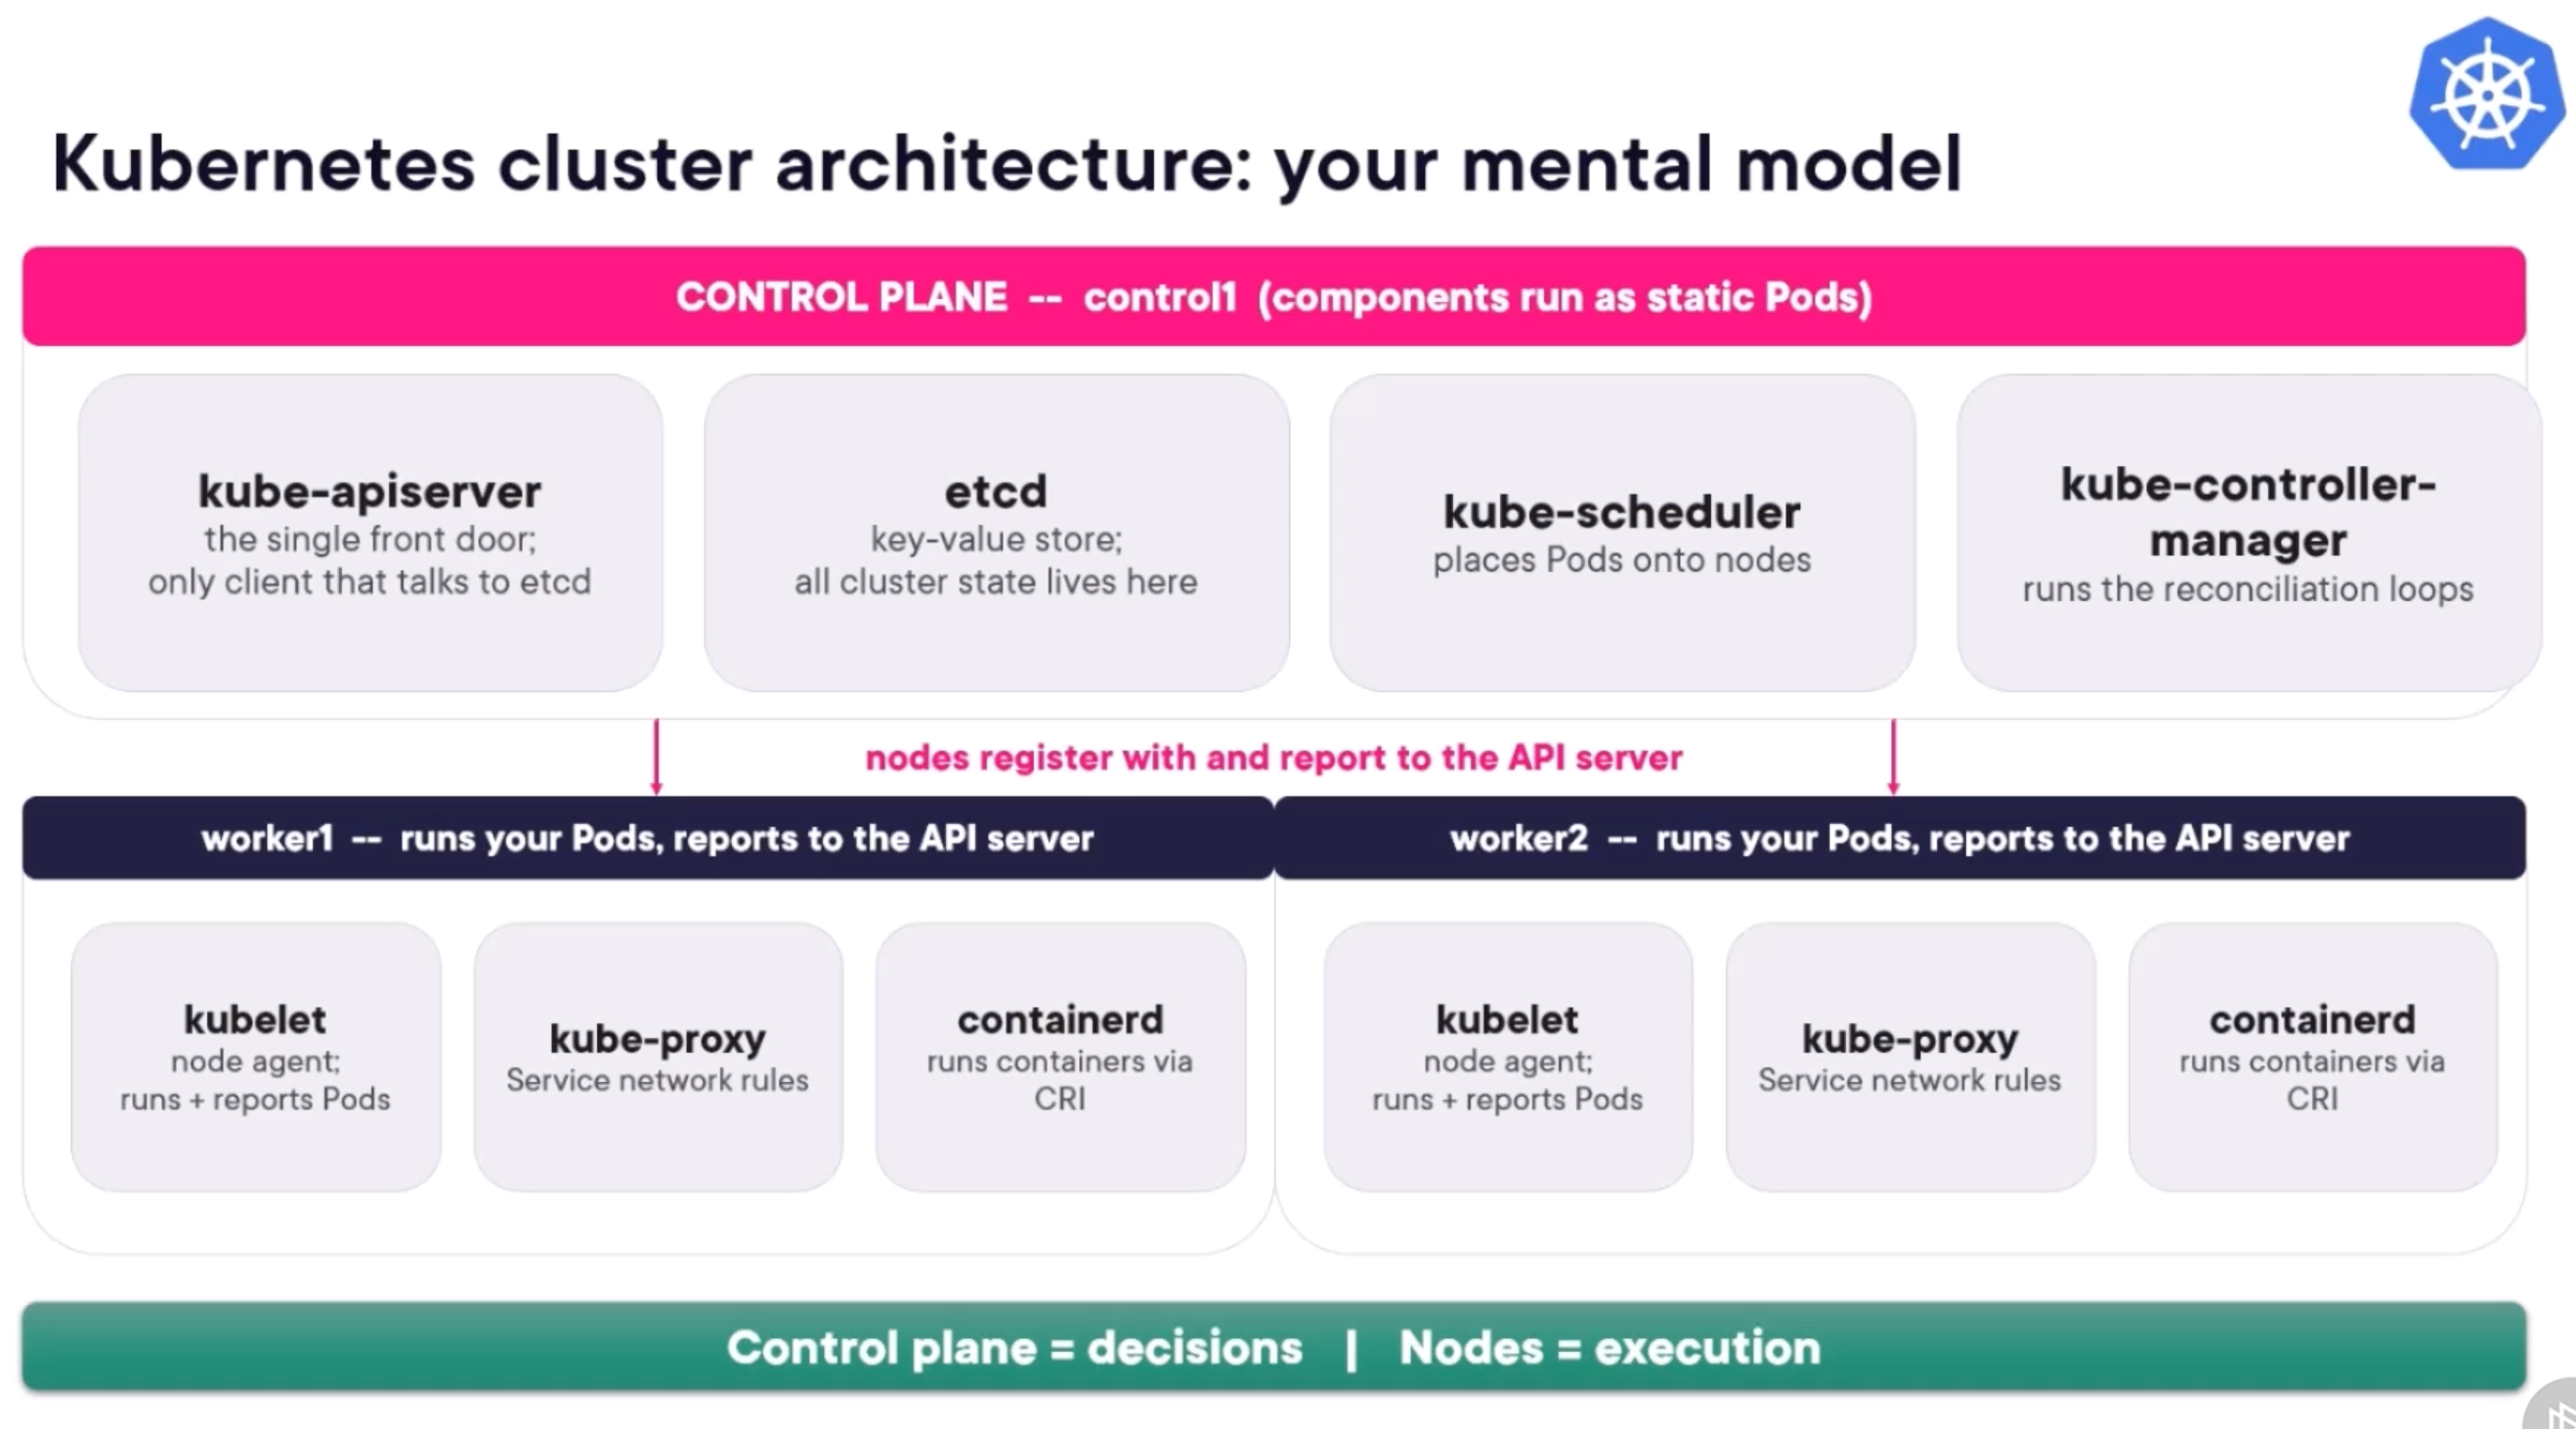 Kubernetes cluster architecture: your mental model
CONTROL PLANE -- control1 (components run as static Pods)
kube-apiserver
the single front door;
only client that talks to etcd
etcd
key-value store;
all cluster state lives here
kube-scheduler
places Pods onto nodes
kube-controller-
manager
runs the reconciliation loops
nodes register with and report to the API server
worker1 -- runs your Pods, reports to the API server
kubelet
node agent;
runs + reports Pods
kube-proxy
Service network rules
containerd
runs containers via
CRI
worker2 -- runs your Pods, reports to the API server
kubelet
node agent;
runs + reports Pods
kube-proxy
Service network rules
containerd
runs containers via
CRI
Control plane = decisions | Nodes = execution